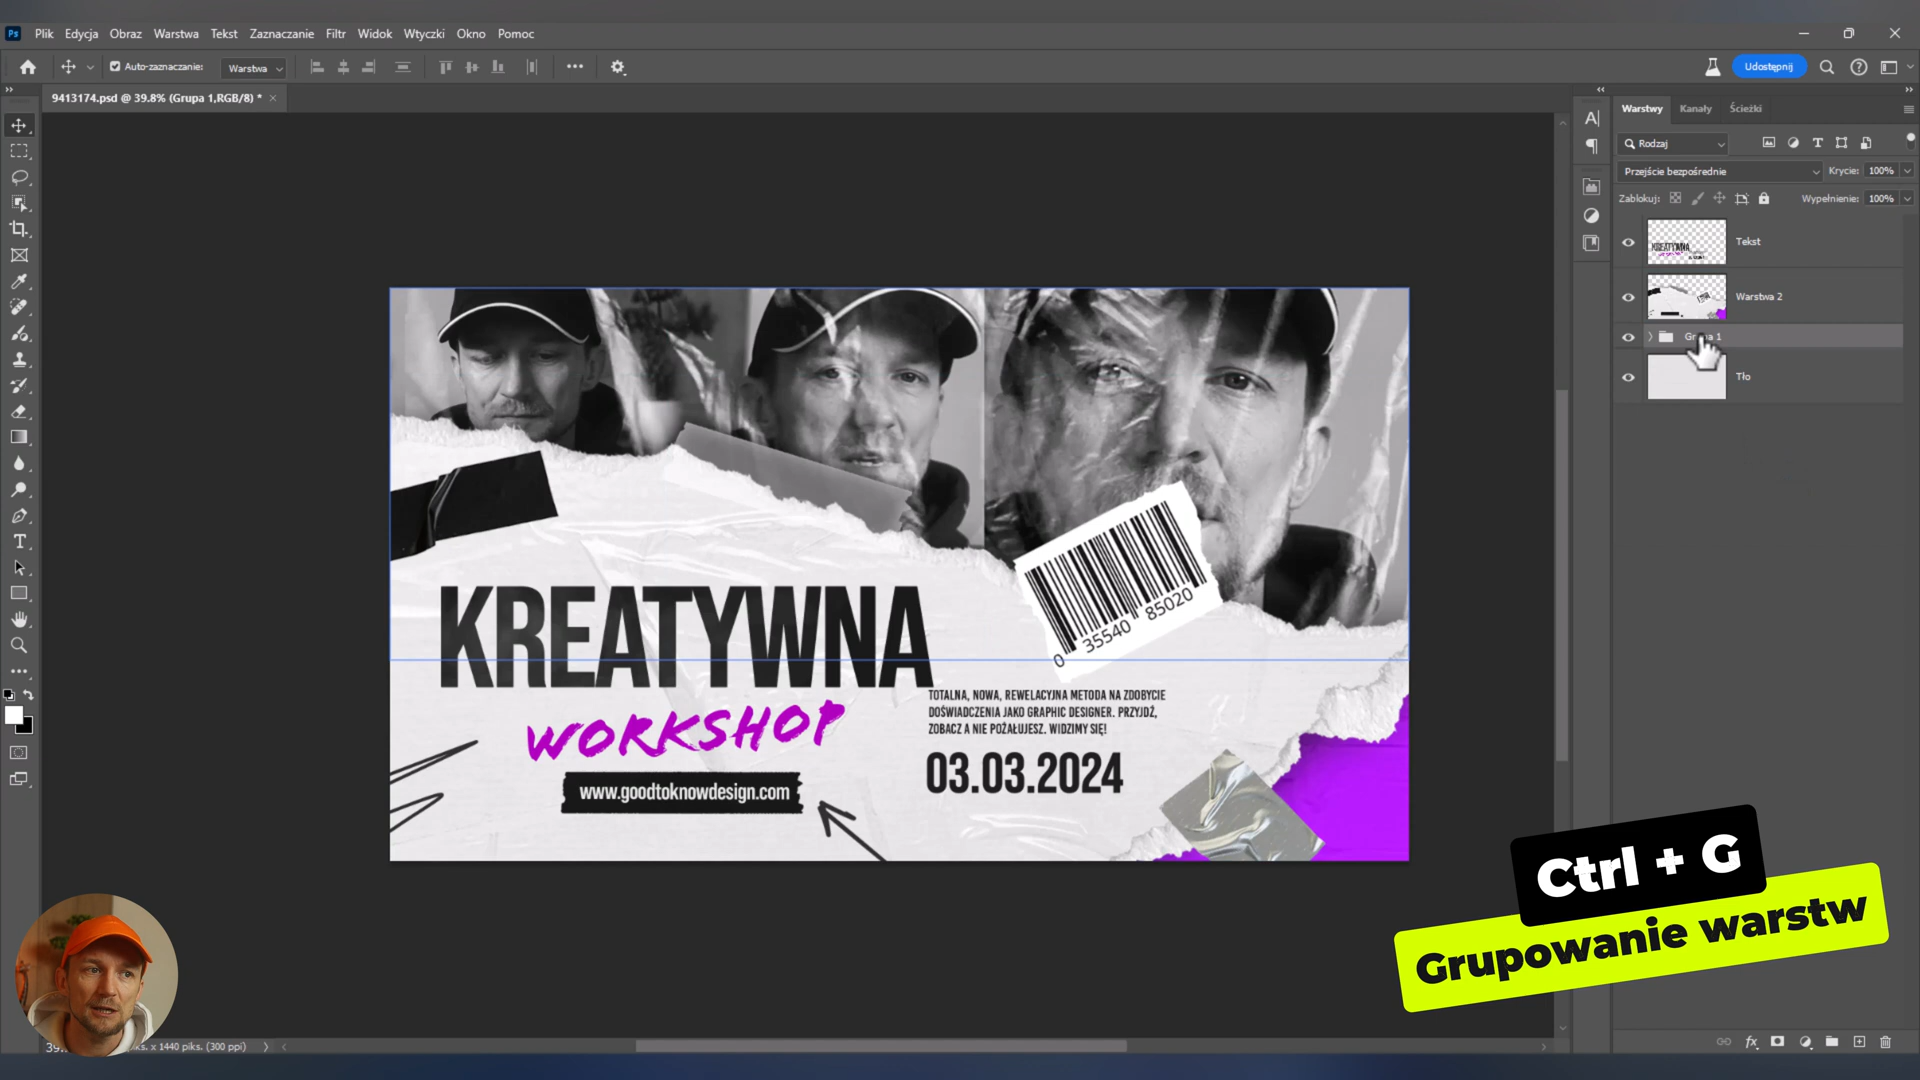 Ps Plik Edycja Obraz Warstwa Tekst Zaznaczanie Filtr Widok Wtyczki Okno Pomoc
Auto-zaznaczanie: Warstwa
Udostępnij
9413174.psd @ 39.8% (Grupa 1,RGB/8) *
Warstwy Kanały Ścieżki
Rodzaj
Przejście bezpośrednie Krycie: 100%
Zablokuj: Wypełnienie: 100%
Tekst
Warstwa 2
Tło
0 35540 85020
KREATYWNA
WORKSHOP
www.goodtoknowdesign.com
TOTALNA, NOWA, REWELACYJNA METODA NA ZDOBYCIE
DOŚWIADCZENIA JAKO GRAPHIC DESIGNER. PRZYJDŹ,
ZOBACZ A NIE POŻAŁUJESZ. WIDZIMY SIĘ!
03.03.2024
Ctrl + G
Grupowanie warstw
x 1440 piks. (300 ppi)